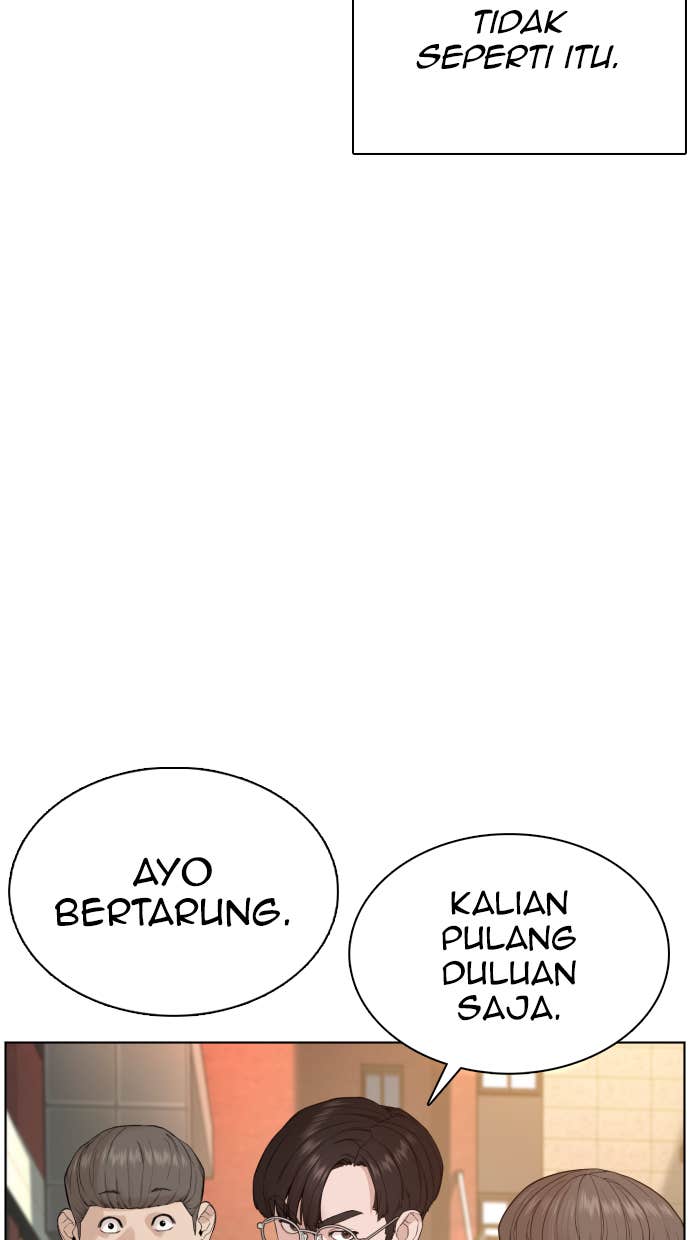 TIDAK
SEPERTI ITU.
AYO
BERTARUNG.
KALIAN
PULANG
DULUAN
SAJA.